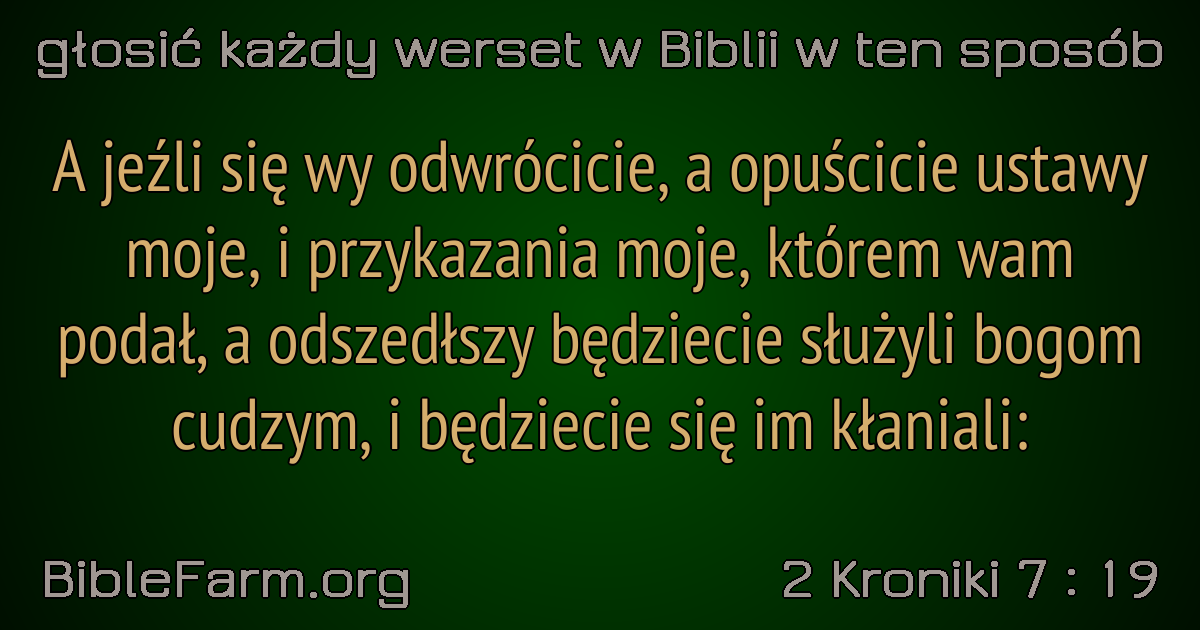 głosić każdy werset w Biblii w ten sposób
A jeźli się wy odwrócicie, a opuścicie ustawy
moje, i przykazania moje, którem wam
podał, a odszedłszy będziecie służyli bogom
cudzym, i będziecie się im kłaniali:
BibleFarm.org
2 Kroniki 7 : 19